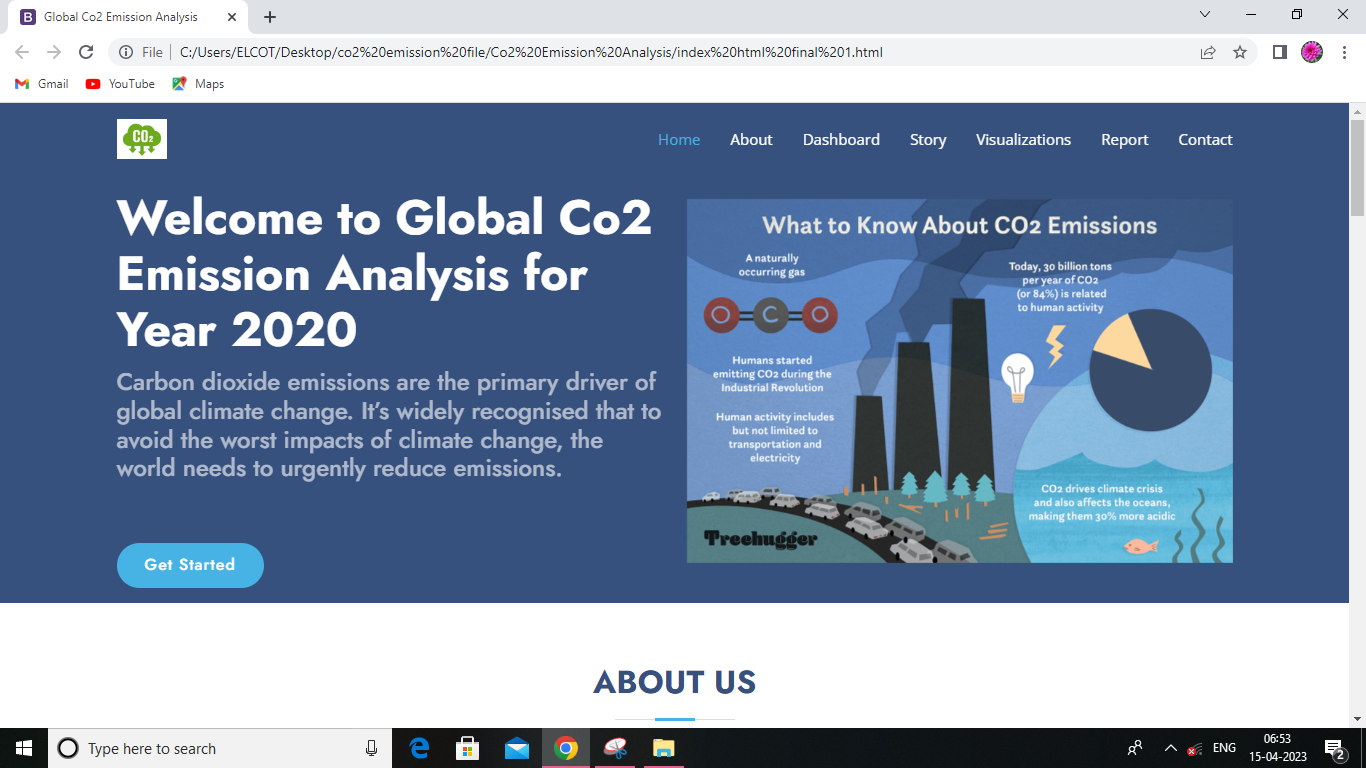 Global Co2 Emission Analysis
File
C:/Users/ELCOT/Desktop/co2%20emission%20file/Co2%20Emission%20Analysis/index%20html%20final%201.html
Gmail
YouTube
Maps
CO₂
Home
About
Dashboard
Story
Visualizations
Report
Contact
Welcome to Global Co2
Emission Analysis for
Year 2020
Carbon dioxide emissions are the primary driver of
global climate change. It’s widely recognised that to
avoid the worst impacts of climate change, the
world needs to urgently reduce emissions.
Get Started
What to Know About CO2 Emissions
A naturally
occurring gas
O C O
Humans started
emitting CO2 during the
Industrial Revolution
Human activity includes
but not limited to
transportation and
electricity
Today, 30 billion tons
per year of CO2
(or 84%) is related
to human activity
CO2 drives climate crisis
and also affects the oceans,
making them 30% more acidic
Treehugger
ABOUT US
Type here to search
ENG
06:53
15-04-2023
2